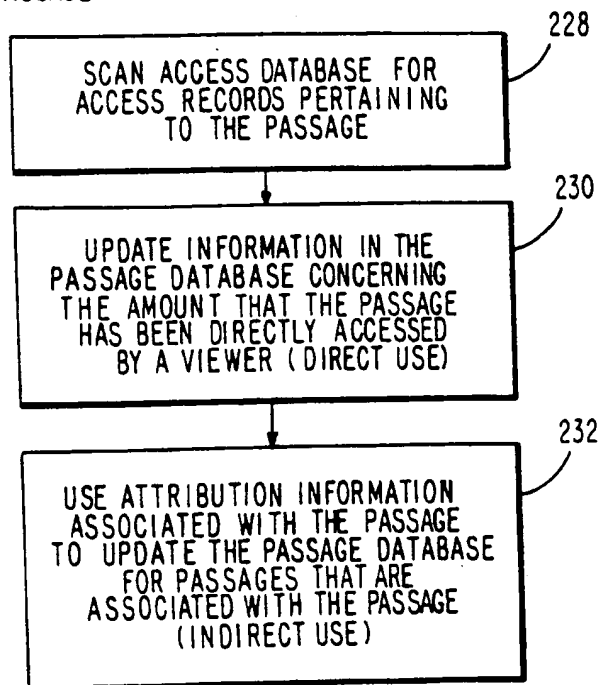 228
SCAN ACCESS DATABASE FOR
ACCESS RECORDS PERTAINING
TO THE PASSAGE
230
UPDATE INFORMATION IN THE
PASSAGE DATABASE CONCERNING
THE AMOUNT THAT THE PASSAGE
HAS BEEN DIRECTLY ACCESSED
BY A VIEWER (DIRECT USE)
232
USE ATTRIBUTION INFORMATION
ASSOCIATED WITH THE PASSAGE
TO UPDATE THE PASSAGE DATABASE
FOR PASSAGES THAT ARE
ASSOCIATED WITH THE PASSAGE
(INDIRECT USE)